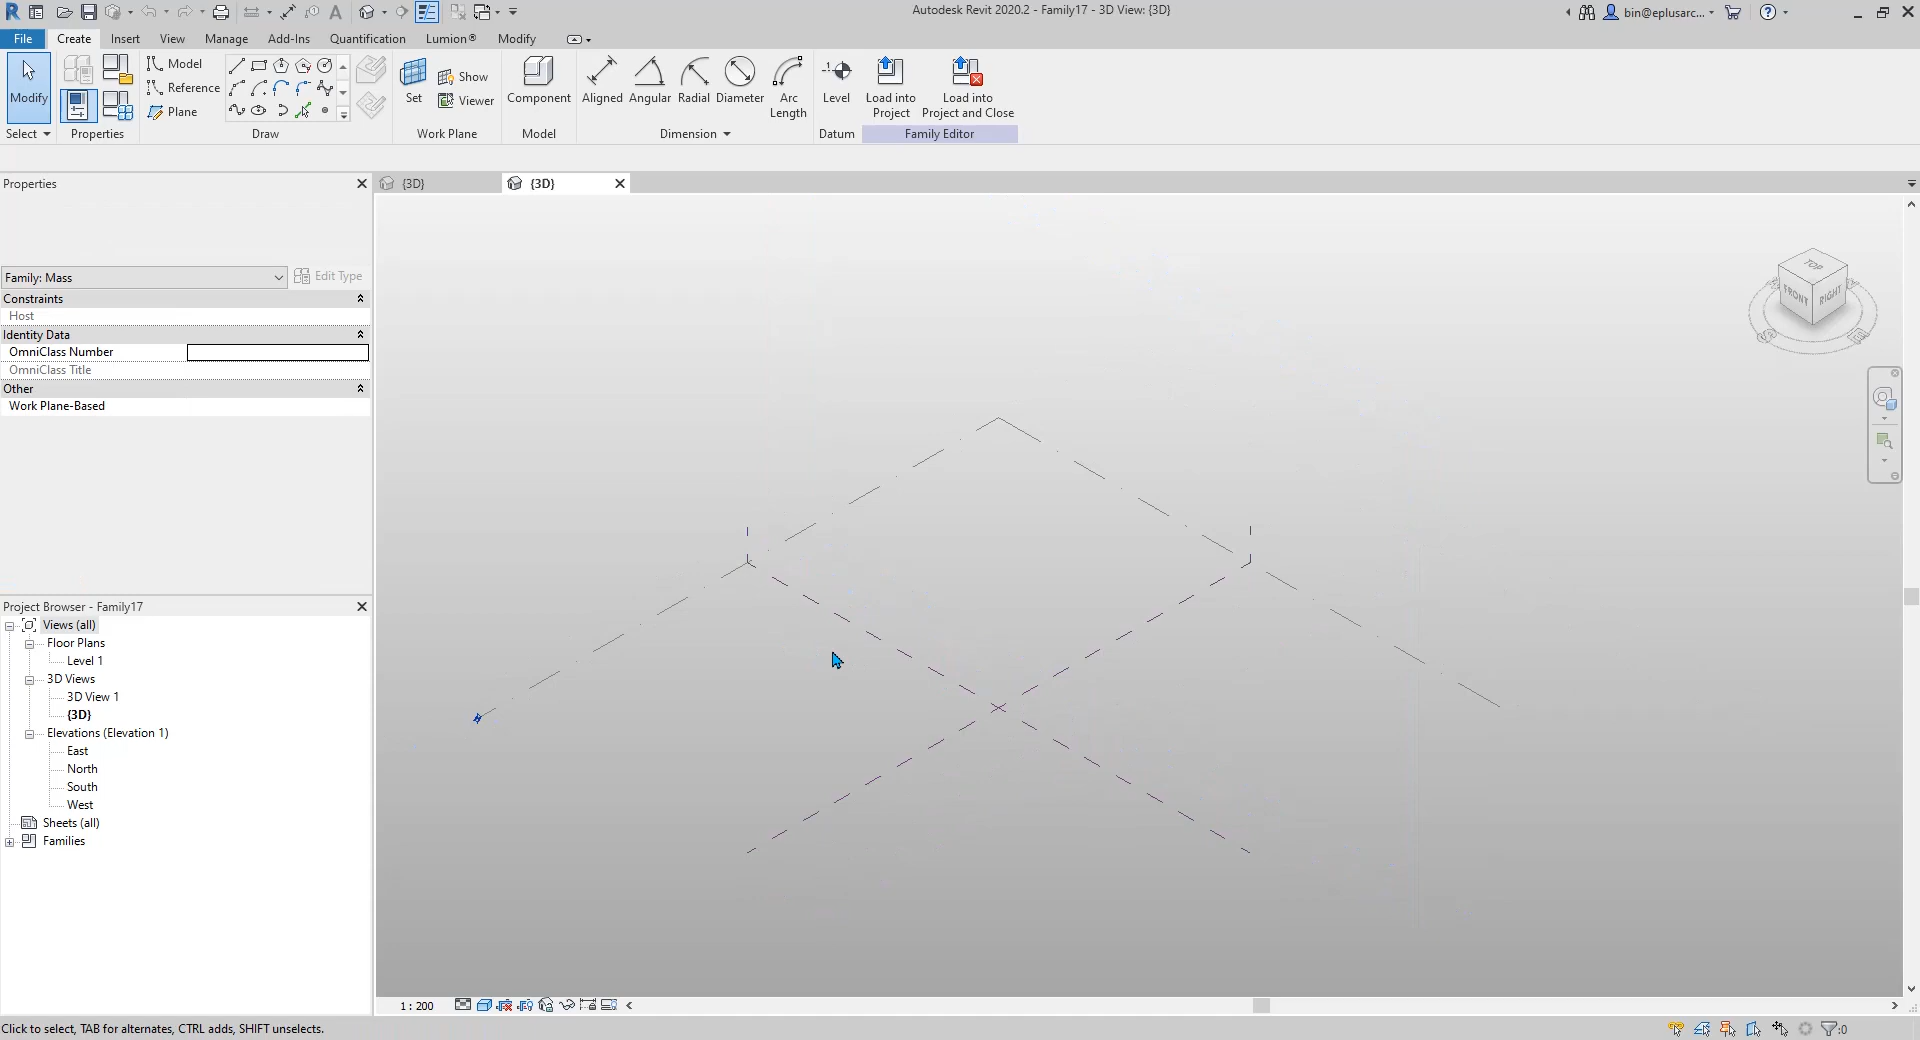 Autodesk Revit 2020.2 - Family17 - 3D View: {3D}
bin@eplusarc...
File Create Insert View Manage Add-Ins Quantification Lumion® Modify
Modify
Select
Properties
Model
Reference
Plane
Draw
Set
Show
Viewer
Work Plane
Component
Model
Aligned
Angular
Radial
Diameter
Arc
Length
Dimension
Level
Datum
Load into
Project
Load into
Project and Close
Family Editor
Properties
{3D}
{3D}
Family: Mass
Edit Type
Constraints
Host
Identity Data
OmniClass Number
OmniClass Title
Other
Work Plane-Based
TOP
FRONT
RIGHT
S
E
Project Browser - Family17
Views (all)
Floor Plans
Level 1
3D Views
3D View 1
{3D}
Elevations (Elevation 1)
East
North
South
West
Sheets (all)
Families
1 : 200
Click to select, TAB for alternates, CTRL adds, SHIFT unselects.
:0